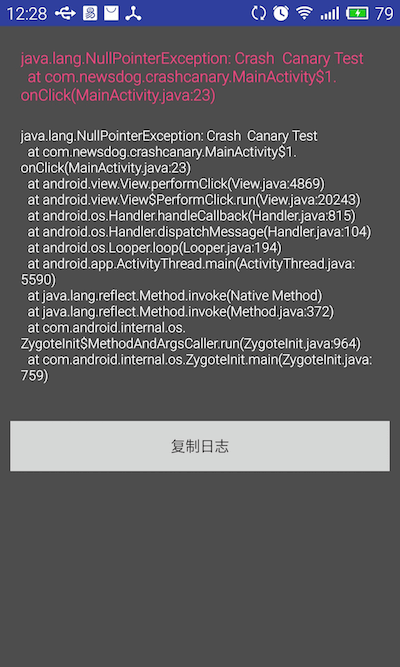 12:28
79
java.lang.NullPointerException: Crash  Canary Test
at com.newsdog.crashcanary.MainActivity$1.
onClick(MainActivity.java:23)
java.lang.NullPointerException: Crash  Canary Test
at com.newsdog.crashcanary.MainActivity$1.
onClick(MainActivity.java:23)
at android.view.View.performClick(View.java:4869)
at android.view.View$PerformClick.run(View.java:20243)
at android.os.Handler.handleCallback(Handler.java:815)
at android.os.Handler.dispatchMessage(Handler.java:104)
at android.os.Looper.loop(Looper.java:194)
at android.app.ActivityThread.main(ActivityThread.java:
5590)
at java.lang.reflect.Method.invoke(Native Method)
at java.lang.reflect.Method.invoke(Method.java:372)
at com.android.internal.os.
ZygoteInit$MethodAndArgsCaller.run(ZygoteInit.java:964)
at com.android.internal.os.ZygoteInit.main(ZygoteInit.java:
759)
复制日志